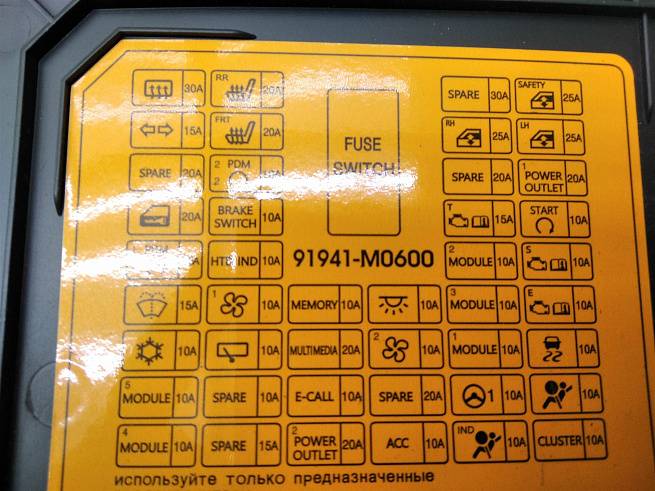 30A RR 20A SPARE 30A SAFETY 25A
15A FRT 20A FUSE SWITCH RH 25A LH 25A
SPARE 20A 2 PDM 2 SPARE 20A 1 POWER OUTLET 20A
20A BRAKE SWITCH 10A T 15A START 10A
HTD IND 10A 91941-M0600 2 MODULE 10A S 10A
15A 1 10A MEMORY 10A 10A 3 MODULE 10A E 10A
10A 10A MULTIMEDIA 20A 2 10A 1 MODULE 10A 10A
5 MODULE 10A SPARE 10A E-CALL 10A SPARE 20A 1 10A 10A
4 MODULE 10A SPARE 15A 2 POWER OUTLET 20A ACC 10A IND 10A CLUSTER 10A
используйте только предназначенные